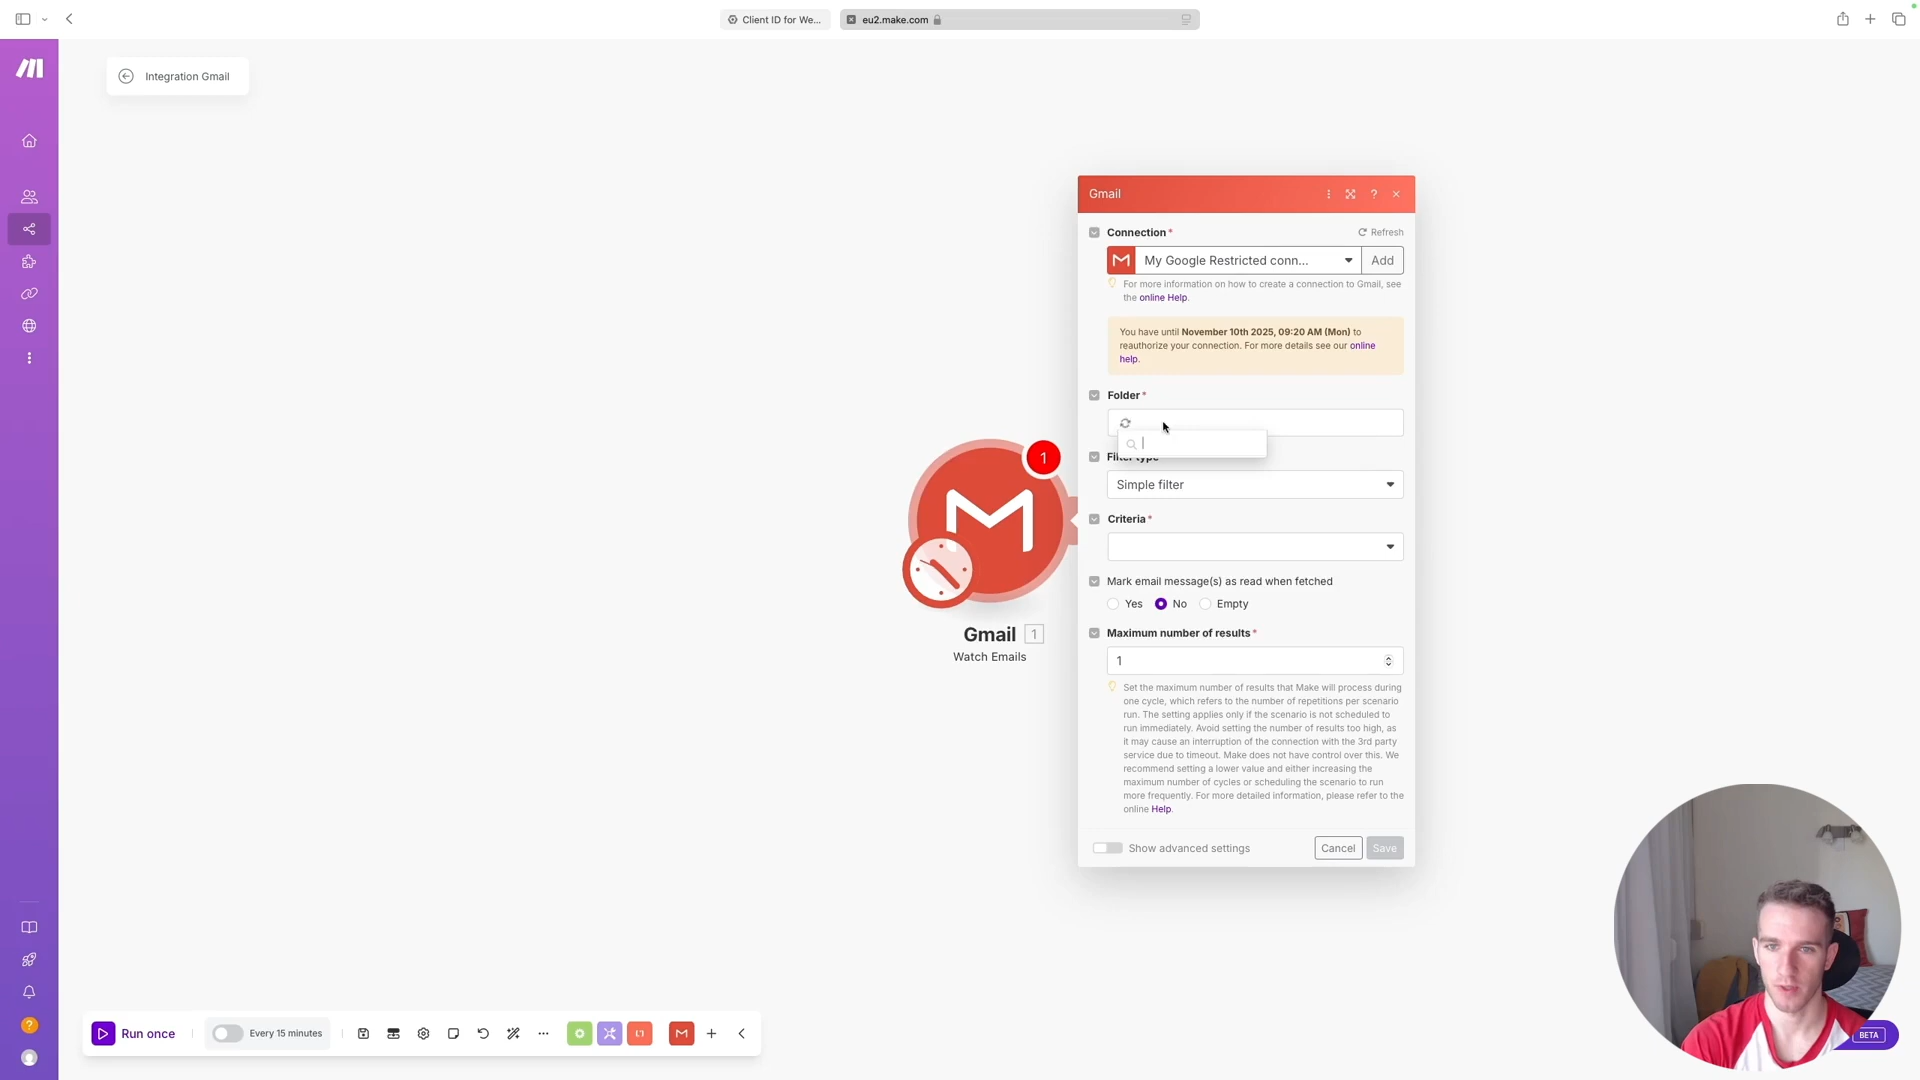 Client ID for We...
eu2.make.com
Integration Gmail
Gmail
Connection *
Refresh
My Google Restricted conn...
Add
For more information on how to create a connection to Gmail, see
the online Help.
You have until November 10th 2025, 09:20 AM (Mon) to
reauthorize your connection. For more details see our online
help.
Folder *
Filter type
Simple filter
Criteria *
Mark email message(s) as read when fetched
Yes
No
Empty
Maximum number of results *
1
Set the maximum number of results that Make will process during
one cycle, which refers to the number of repetitions per scenario
run. The setting applies only if the scenario is not scheduled to
run immediately. Avoid setting the number of results too high, as
it may cause an interruption of the connection with the 3rd party
service due to timeout. Make does not have control over this. We
recommend setting a lower value and either increasing the
maximum number of cycles or scheduling the scenario to run
more frequently. For more detailed information, please refer to the
online Help.
Show advanced settings
Cancel
Save
1
Gmail 1
Watch Emails
Run once
Every 15 minutes
BETA